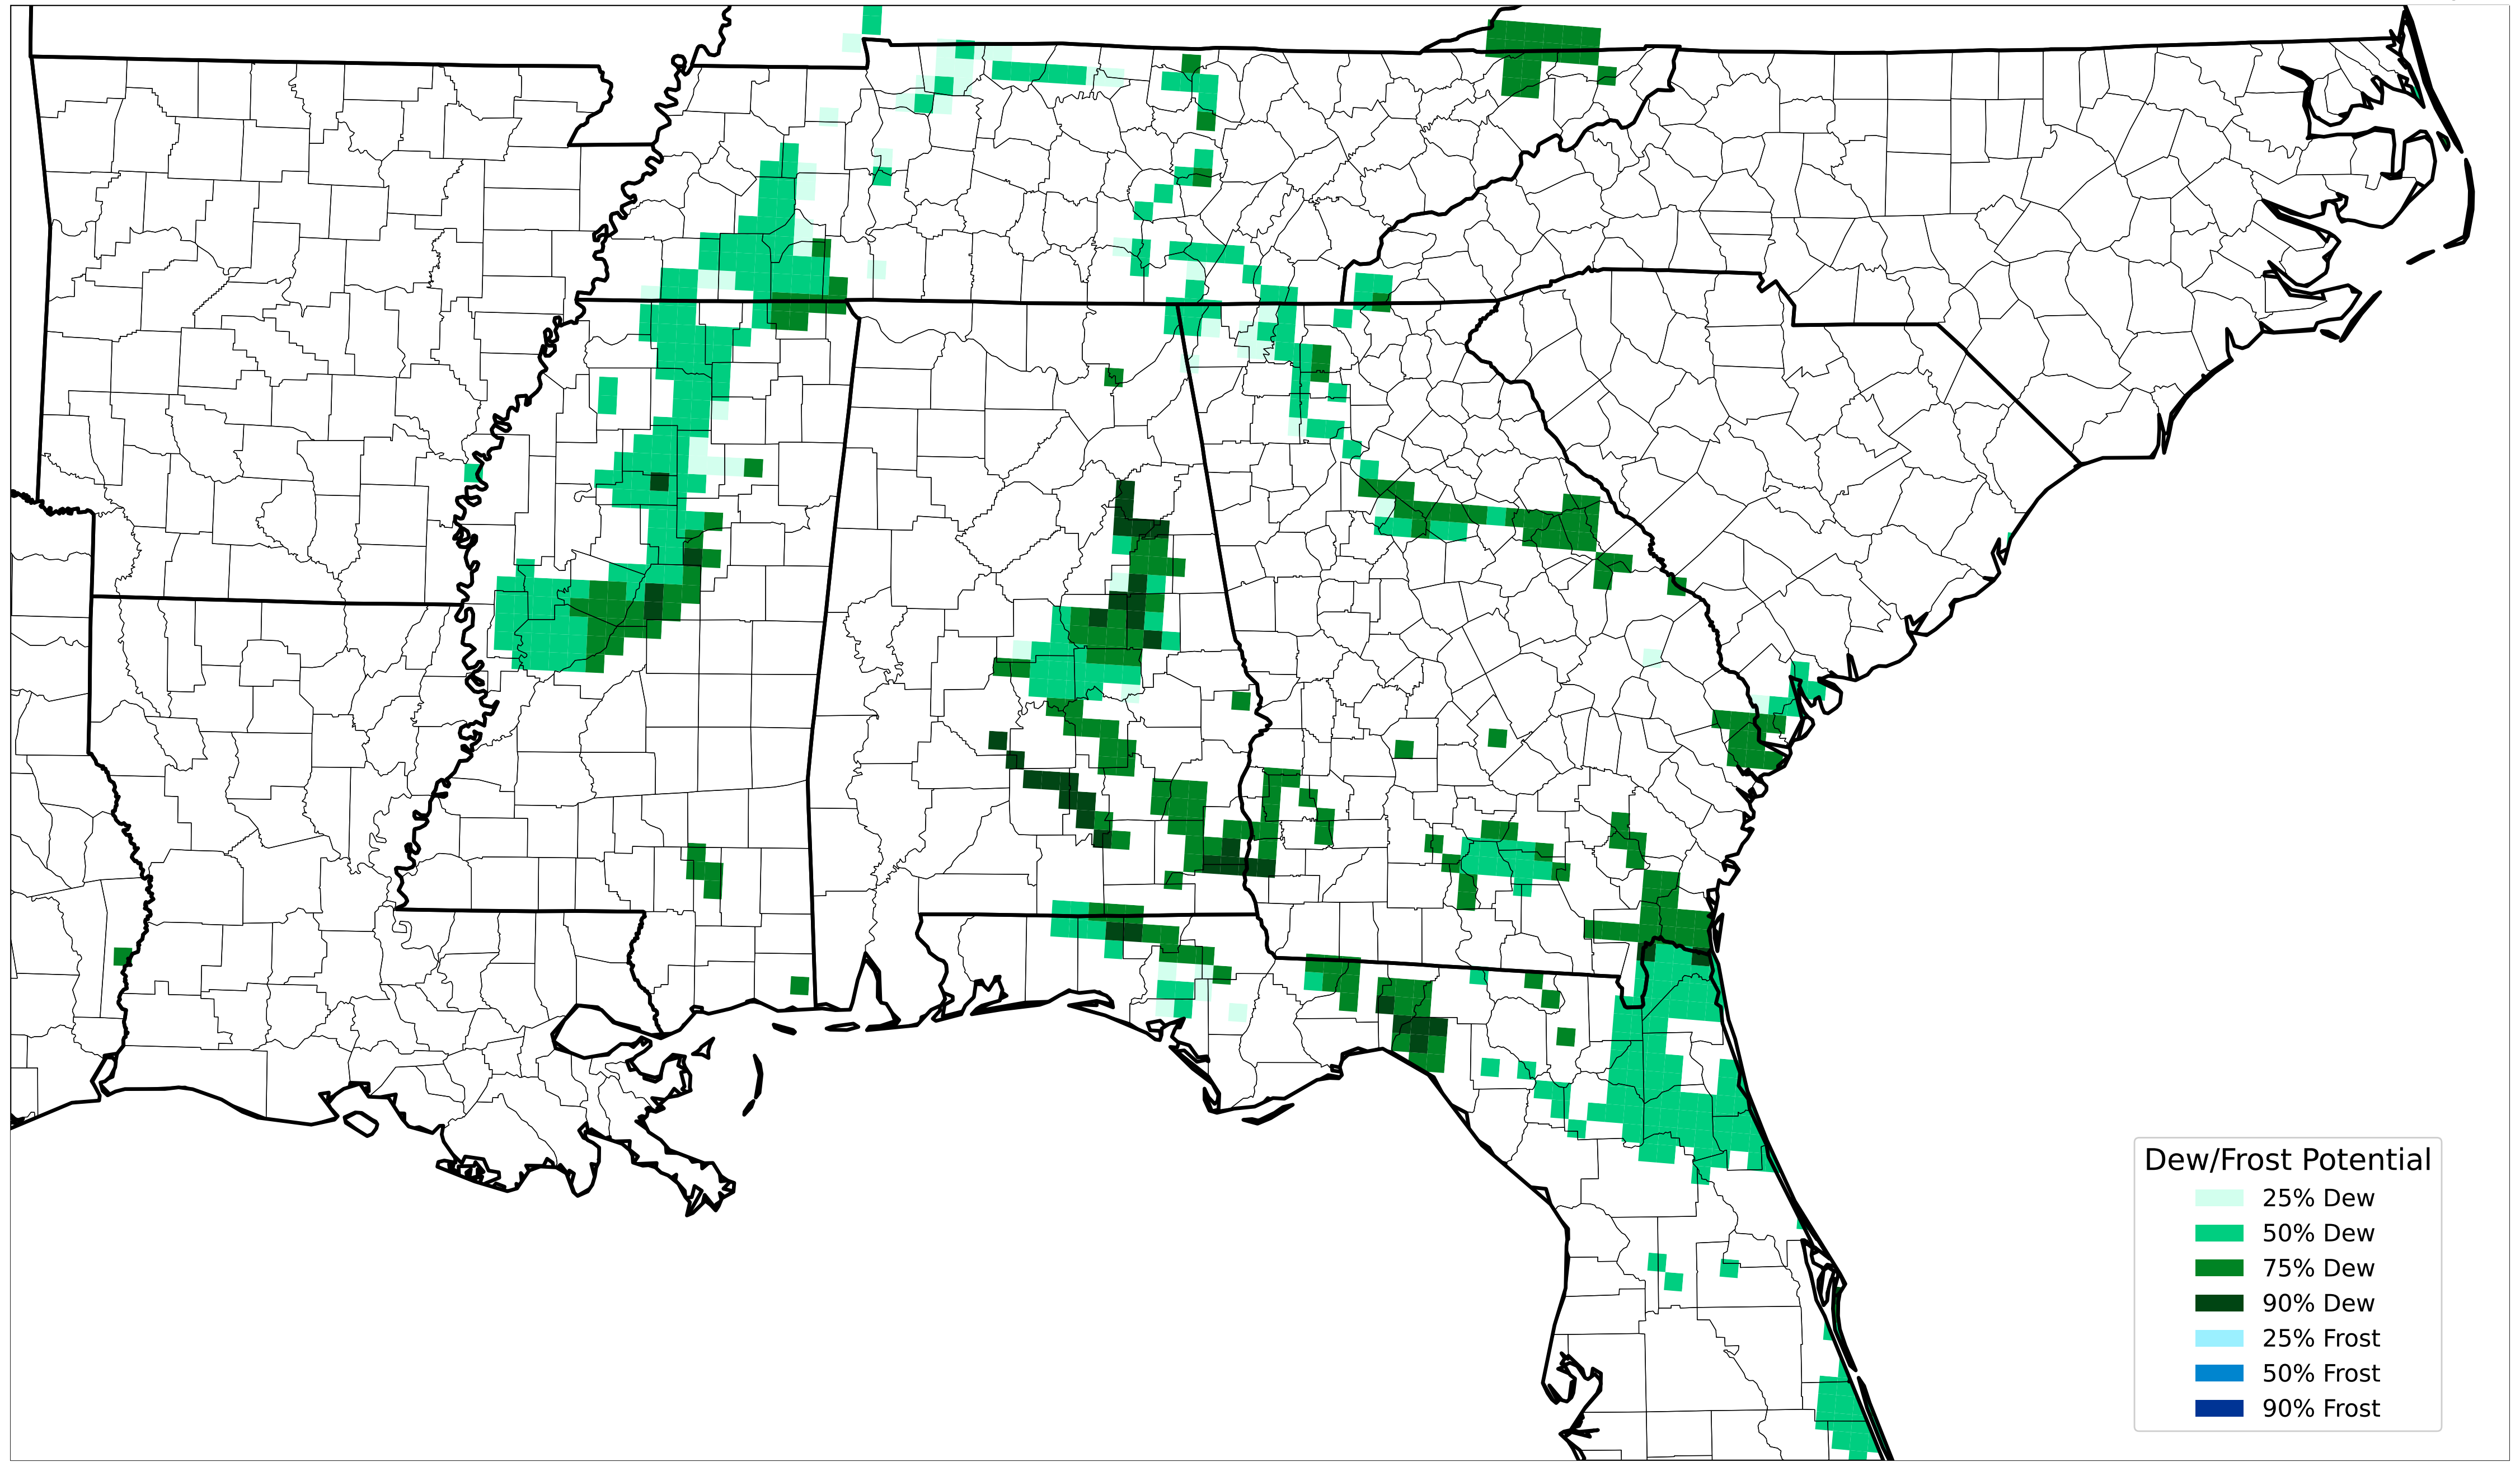 Dew/Frost Potential
25% Dew
50% Dew
75% Dew
90% Dew
25% Frost
50% Frost
90% Frost